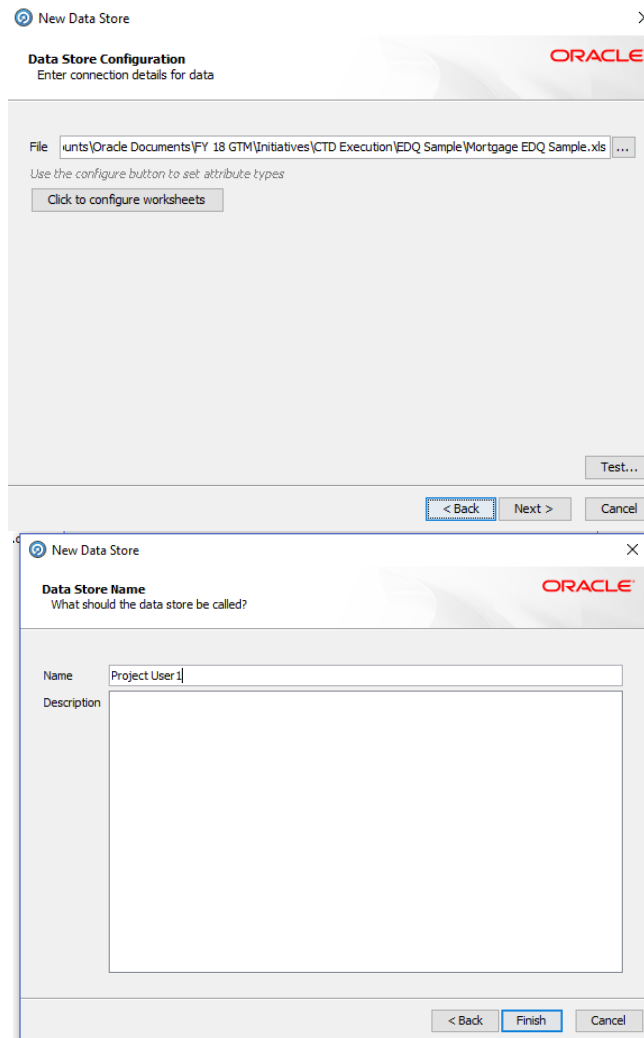 New Data Store
Data Store Configuration
Enter connection details for data
ORACLE
File unts\Oracle Documents\FY 18 GTM\Initiatives\CTD Execution\EDQ Sample\Mortgage EDQ Sample.xls ...
Use the configure button to set attribute types
Click to configure worksheets
Test...
< Back Next > Cancel
New Data Store
Data Store Name
What should the data store be called?
ORACLE
Name Project User1
Description
< Back Finish Cancel